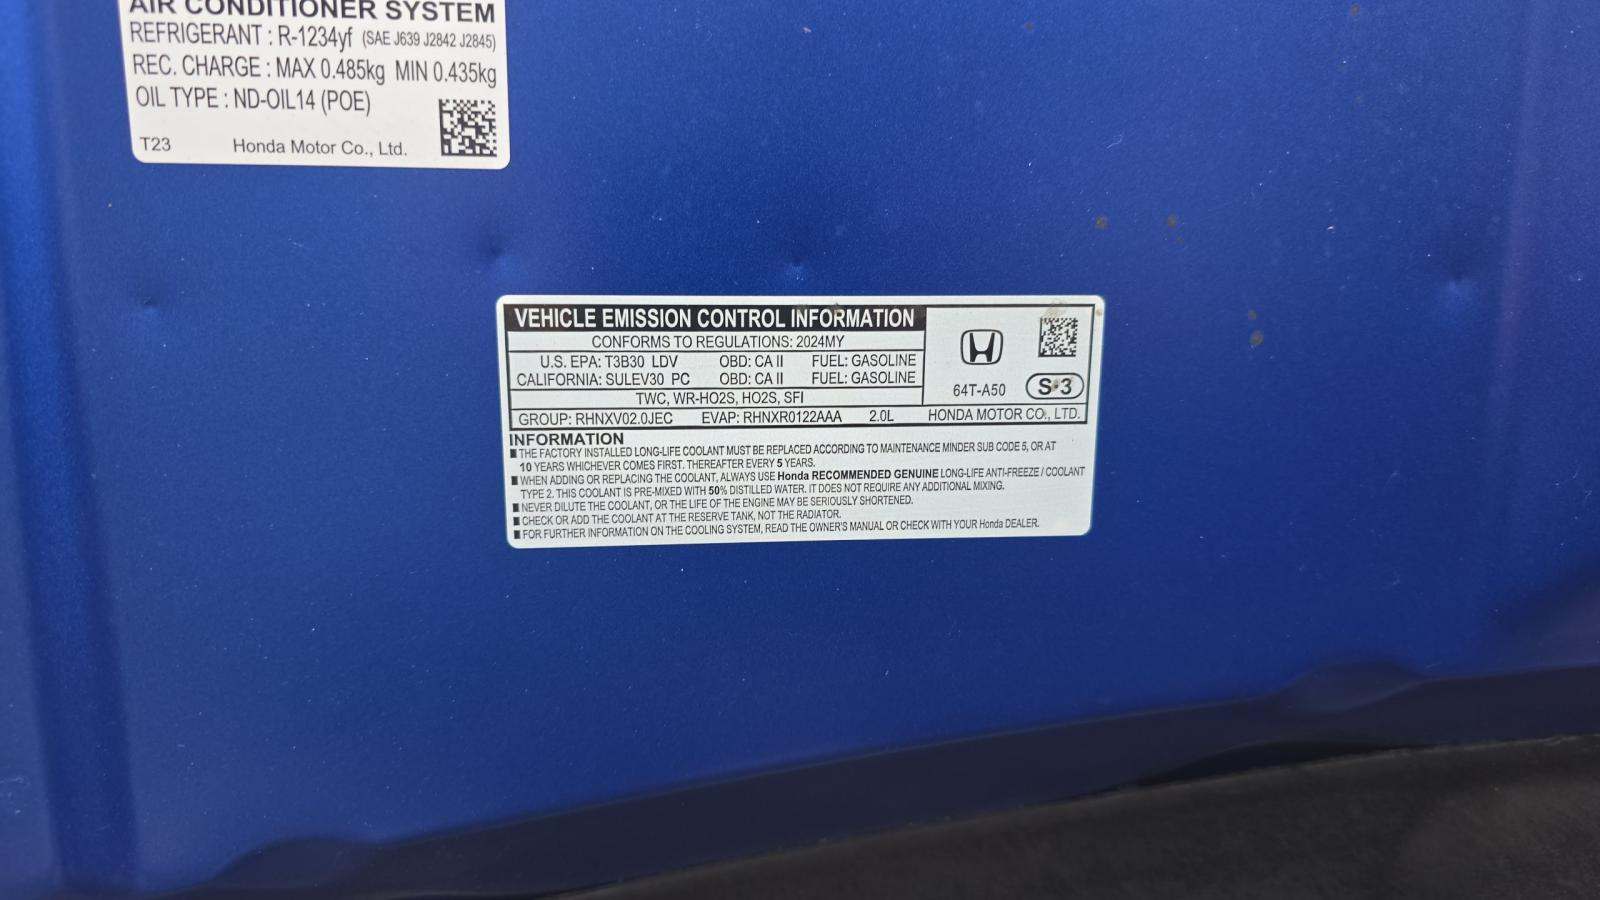 AIR CONDITIONER SYSTEM
REFRIGERANT : R-1234yf (SAE J639 J2842 J2845)
REC. CHARGE : MAX 0.485kg MIN 0.435kg
OIL TYPE : ND-OIL14 (POE)
T23 Honda Motor Co., Ltd.
VEHICLE EMISSION CONTROL INFORMATION
CONFORMS TO REGULATIONS: 2024MY
U.S. EPA: T3B30 LDV OBD: CA II FUEL: GASOLINE
CALIFORNIA: SULEV30 PC OBD: CA II FUEL: GASOLINE
TWC, WR-HO2S, HO2S, SFI
64T-A50 S-3
GROUP: RHNXV02.0JEC EVAP: RHNXR0122AAA 2.0L HONDA MOTOR CO., LTD.
INFORMATION
■ THE FACTORY INSTALLED LONG-LIFE COOLANT MUST BE REPLACED ACCORDING TO MAINTENANCE MINDER SUB CODE 5, OR AT
10 YEARS WHICHEVER COMES FIRST. THEREAFTER EVERY 5 YEARS.
■ WHEN ADDING OR REPLACING THE COOLANT, ALWAYS USE Honda RECOMMENDED GENUINE LONG-LIFE ANTI-FREEZE / COOLANT
TYPE 2. THIS COOLANT IS PRE-MIXED WITH 50% DISTILLED WATER. IT DOES NOT REQUIRE ANY ADDITIONAL MIXING.
■ NEVER DILUTE THE COOLANT, OR THE LIFE OF THE ENGINE MAY BE SERIOUSLY SHORTENED.
■ CHECK OR ADD THE COOLANT AT THE RESERVE TANK, NOT THE RADIATOR.
■ FOR FURTHER INFORMATION ON THE COOLING SYSTEM, READ THE OWNER'S MANUAL OR CHECK WITH YOUR Honda DEALER.